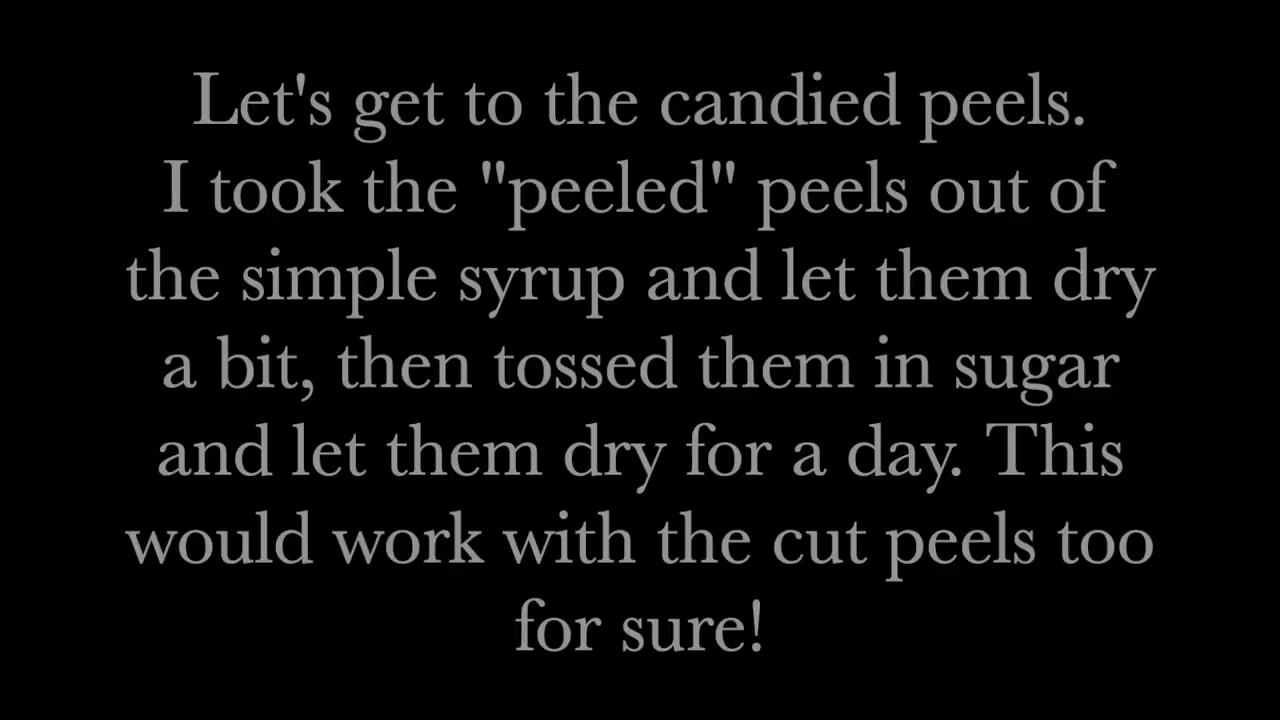 Let's get to the candied peels.
I took the "peeled" peels out of
the simple syrup and let them dry
a bit, then tossed them in sugar
and let them dry for a day. This
would work with the cut peels too
for sure!